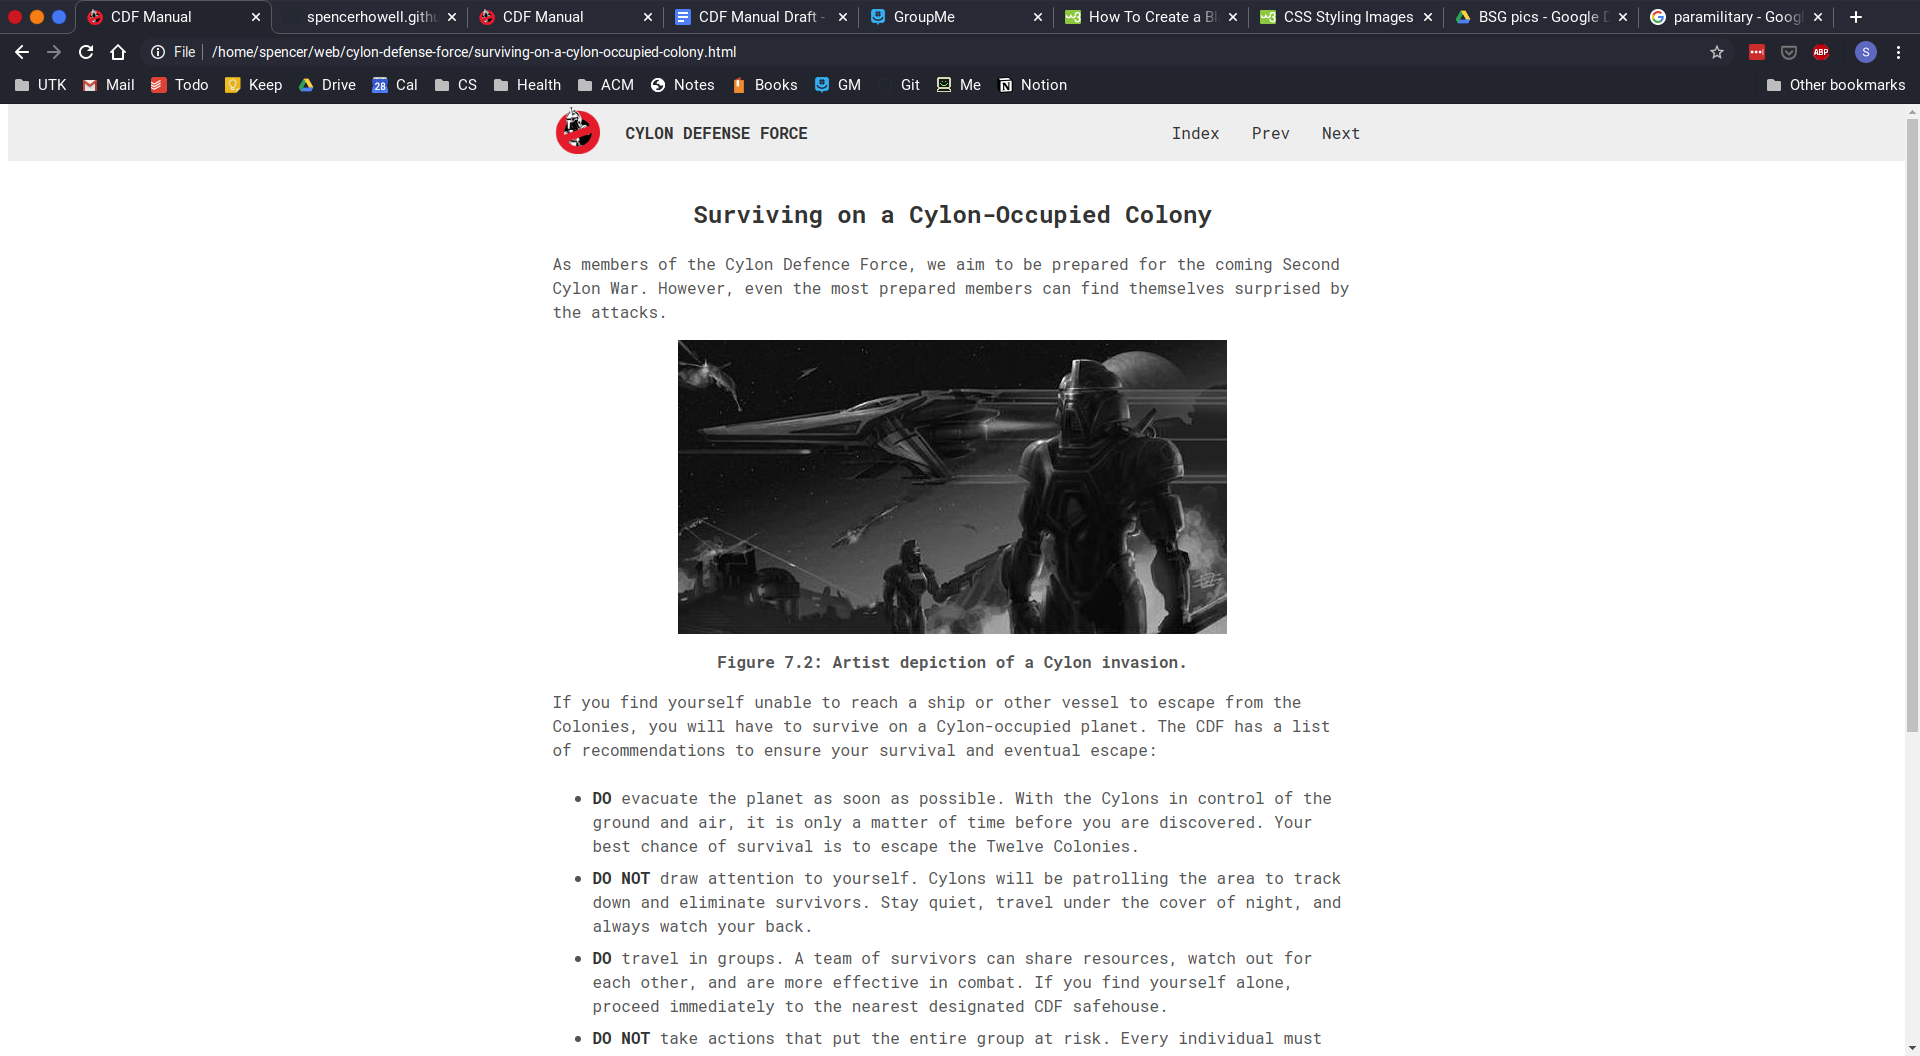 CDF Manual
spencerhowell.githu
CDF Manual
CDF Manual Draft -
GroupMe
How To Create a Bl
CSS Styling Images
BSG pics - Google D
paramilitary - Goog
File
/home/spencer/web/cylon-defense-force/surviving-on-a-cylon-occupied-colony.html
ABP
S
UTK
Mail
Todo
Keep
Drive
28
Cal
CS
Health
ACM
Notes
Books
GM
Git
Me
Notion
Other bookmarks
CYLON DEFENSE FORCE
Index
Prev
Next
Surviving on a Cylon-Occupied Colony
As members of the Cylon Defence Force, we aim to be prepared for the coming Second
Cylon War. However, even the most prepared members can find themselves surprised by
the attacks.
Figure 7.2: Artist depiction of a Cylon invasion.
If you find yourself unable to reach a ship or other vessel to escape from the
Colonies, you will have to survive on a Cylon-occupied planet. The CDF has a list
of recommendations to ensure your survival and eventual escape:
• DO evacuate the planet as soon as possible. With the Cylons in control of the
ground and air, it is only a matter of time before you are discovered. Your
best chance of survival is to escape the Twelve Colonies.
• DO NOT draw attention to yourself. Cylons will be patrolling the area to track
down and eliminate survivors. Stay quiet, travel under the cover of night, and
always watch your back.
• DO travel in groups. A team of survivors can share resources, watch out for
each other, and are more effective in combat. If you find yourself alone,
proceed immediately to the nearest designated CDF safehouse.
• DO NOT take actions that put the entire group at risk. Every individual must